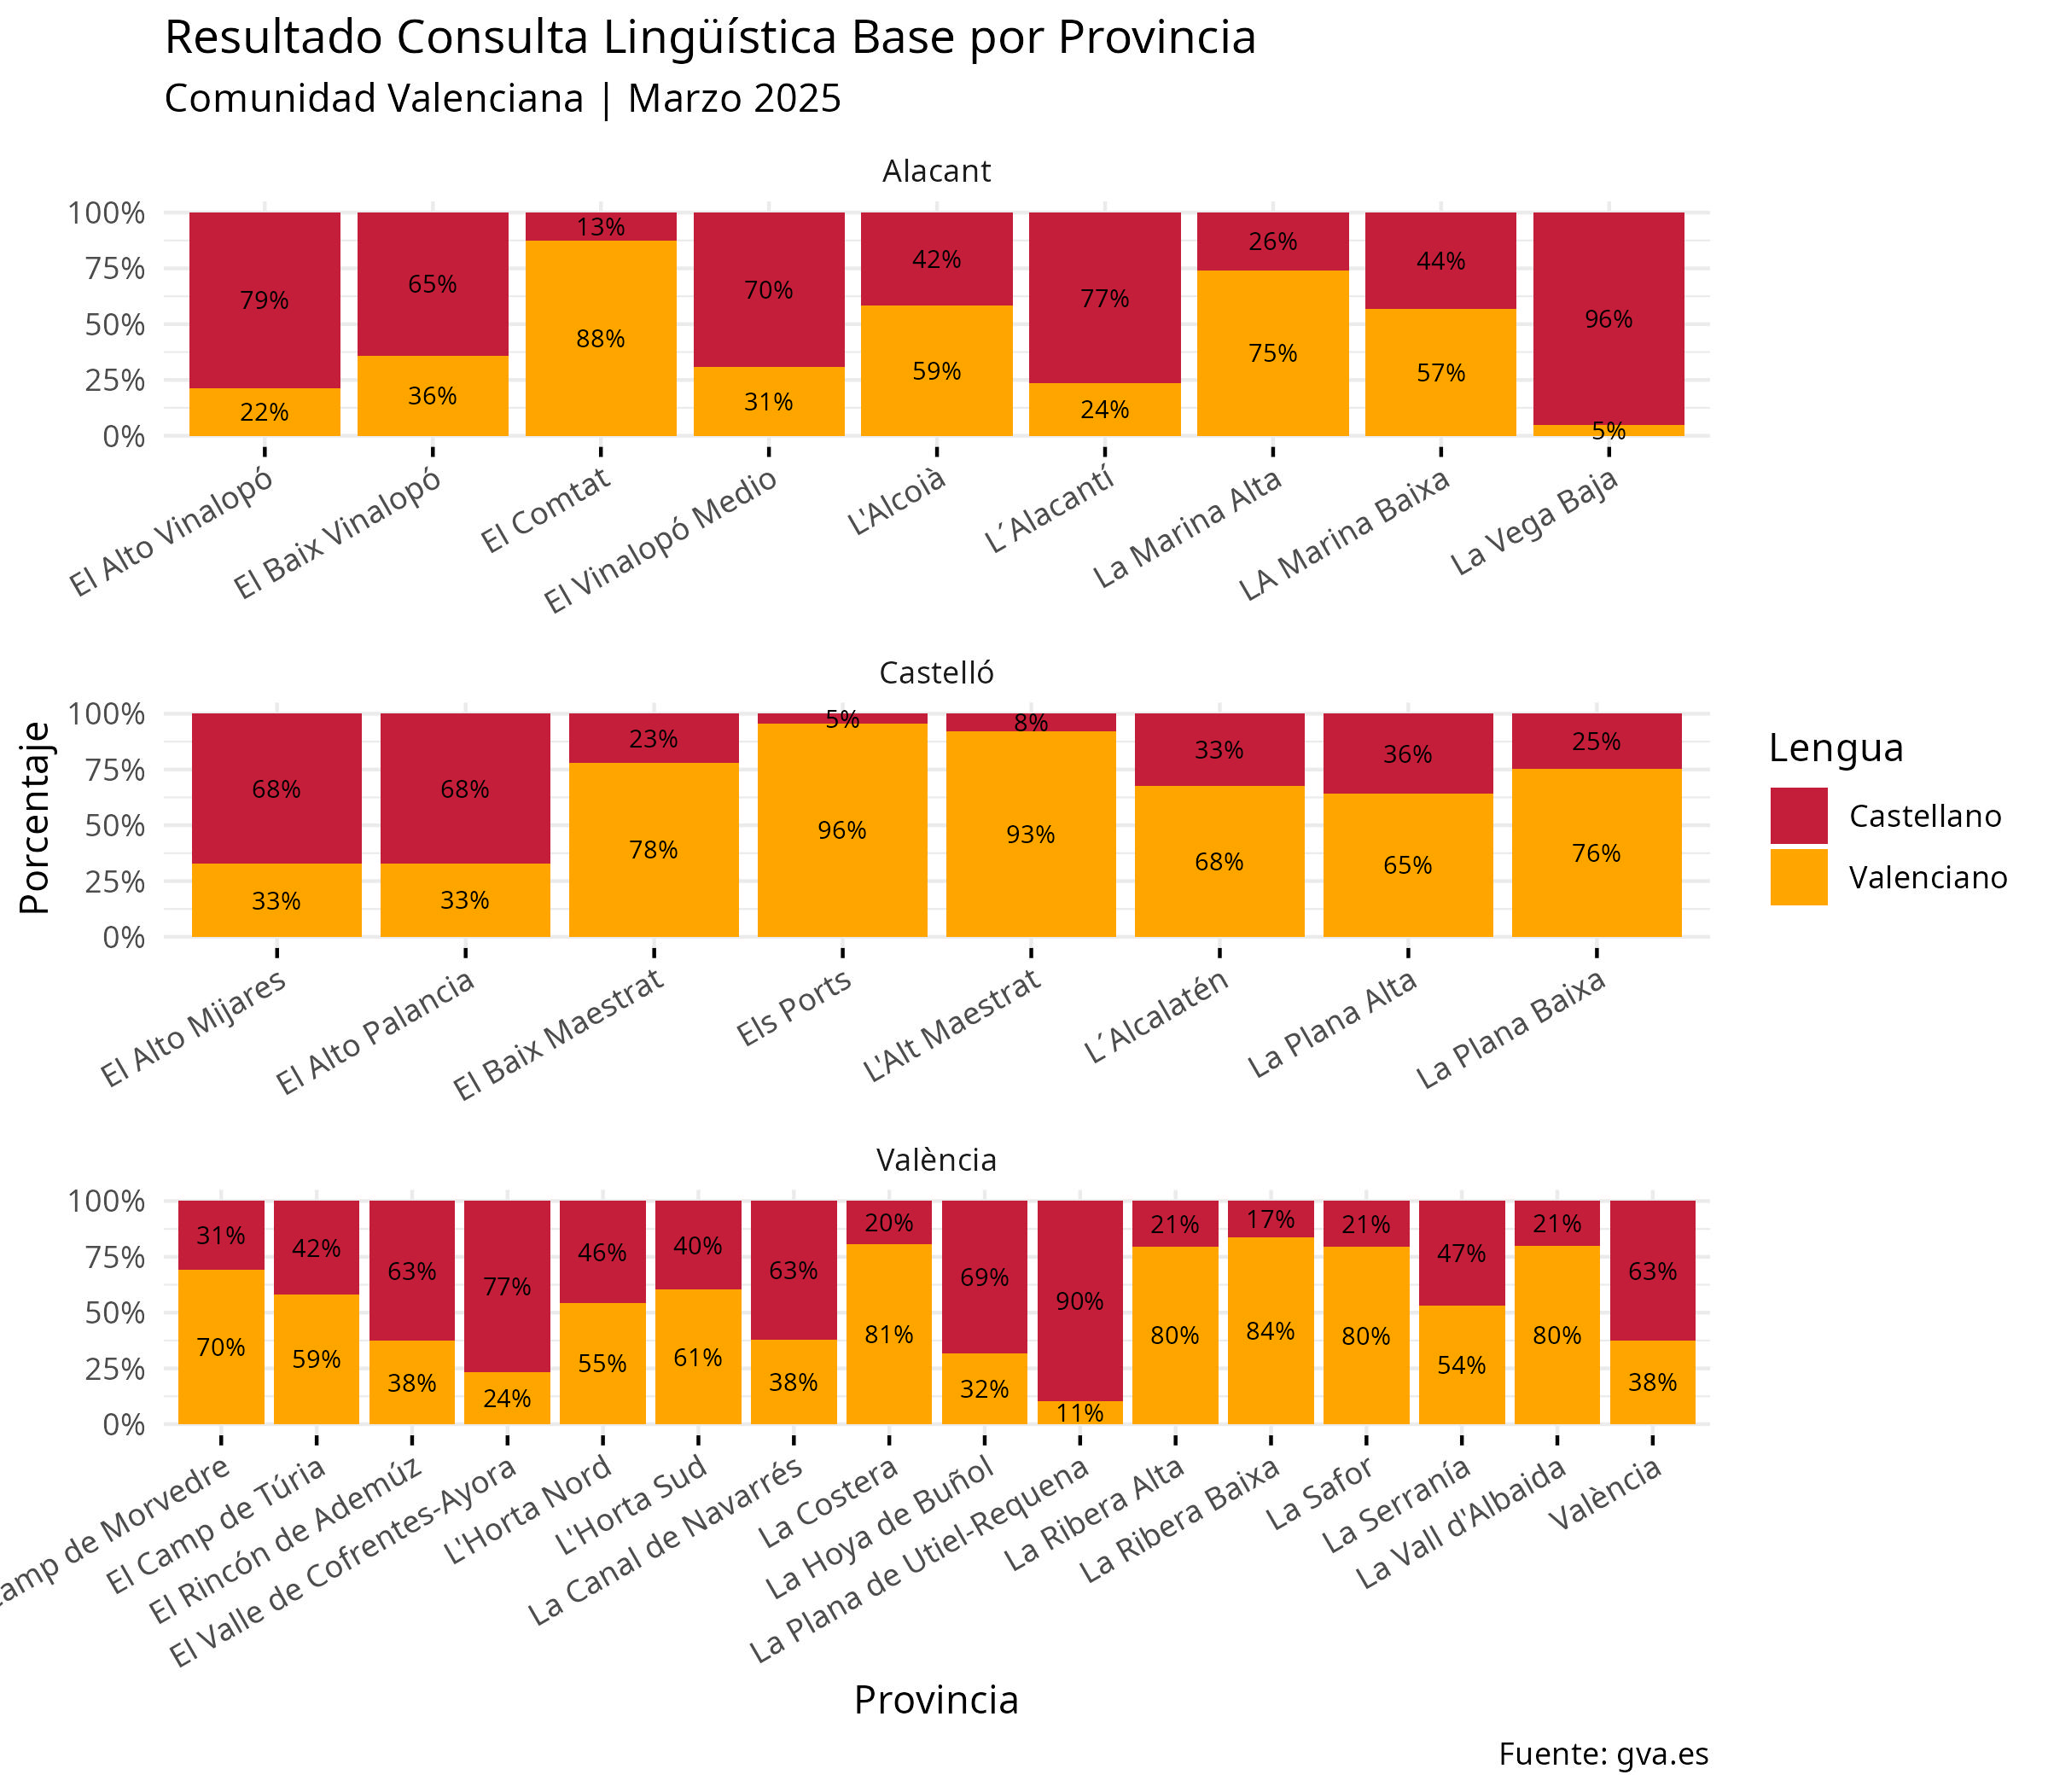 Resultado Consulta Lingüística Base por Provincia
Comunidad Valenciana | Marzo 2025
Alacant
100%
75%
50%
25%
0%
79%
65%
13%
70%
42%
77%
26%
44%
96%
22%
36%
88%
31%
59%
24%
75%
57%
5%
El Alto Vinalopó
El Baix Vinalopó
El Comtat
El Vinalopó Medio
L'Alcoià
L´Alacantí
La Marina Alta
LA Marina Baixa
La Vega Baja
Porcentaje
Castelló
100%
75%
50%
25%
0%
68%
68%
23%
5%
8%
33%
36%
25%
33%
33%
78%
96%
93%
68%
65%
76%
El Alto Mijares
El Alto Palancia
El Baix Maestrat
Els Ports
L'Alt Maestrat
L´Alcalatén
La Plana Alta
La Plana Baixa
Lengua
Castellano
Valenciano
València
100%
75%
50%
25%
0%
31%
42%
63%
77%
46%
40%
63%
20%
69%
90%
21%
17%
21%
47%
21%
63%
70%
59%
38%
24%
55%
61%
38%
81%
32%
11%
80%
84%
80%
54%
80%
38%
de Morvedre
El Camp de Túria
El Rincón de Ademúz
El Valle de Cofrentes-Ayora
L'Horta Nord
L'Horta Sud
La Canal de Navarrés
La Costera
La Hoya de Buñol
La Plana de Utiel-Requena
La Ribera Alta
La Ribera Baixa
La Safor
La Serranía
La Vall d'Albaida
València
Provincia
Fuente: gva.es